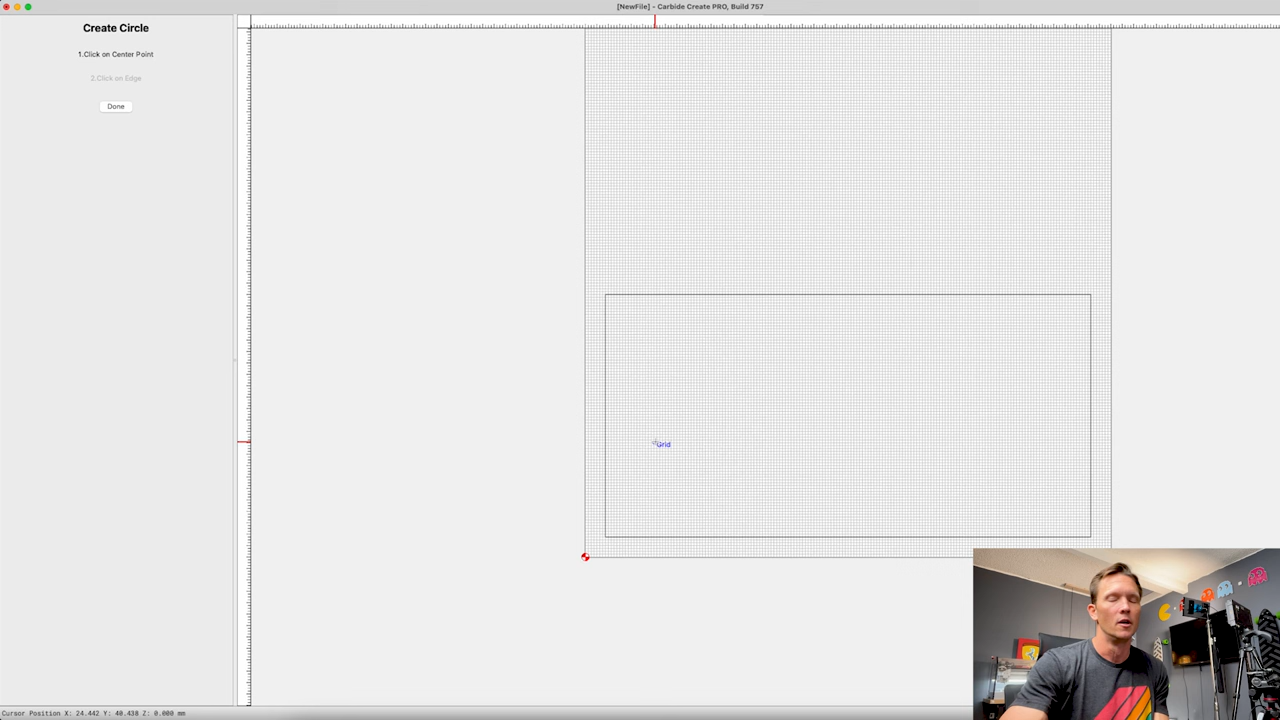 [NewFile] - Carbide Create PRO, Build 757
Create Circle
1.Click on Center Point
2.Click on Edge
Done
Grid
Cursor Position X: 24.442 Y: 40.438 Z: 0.000 mm